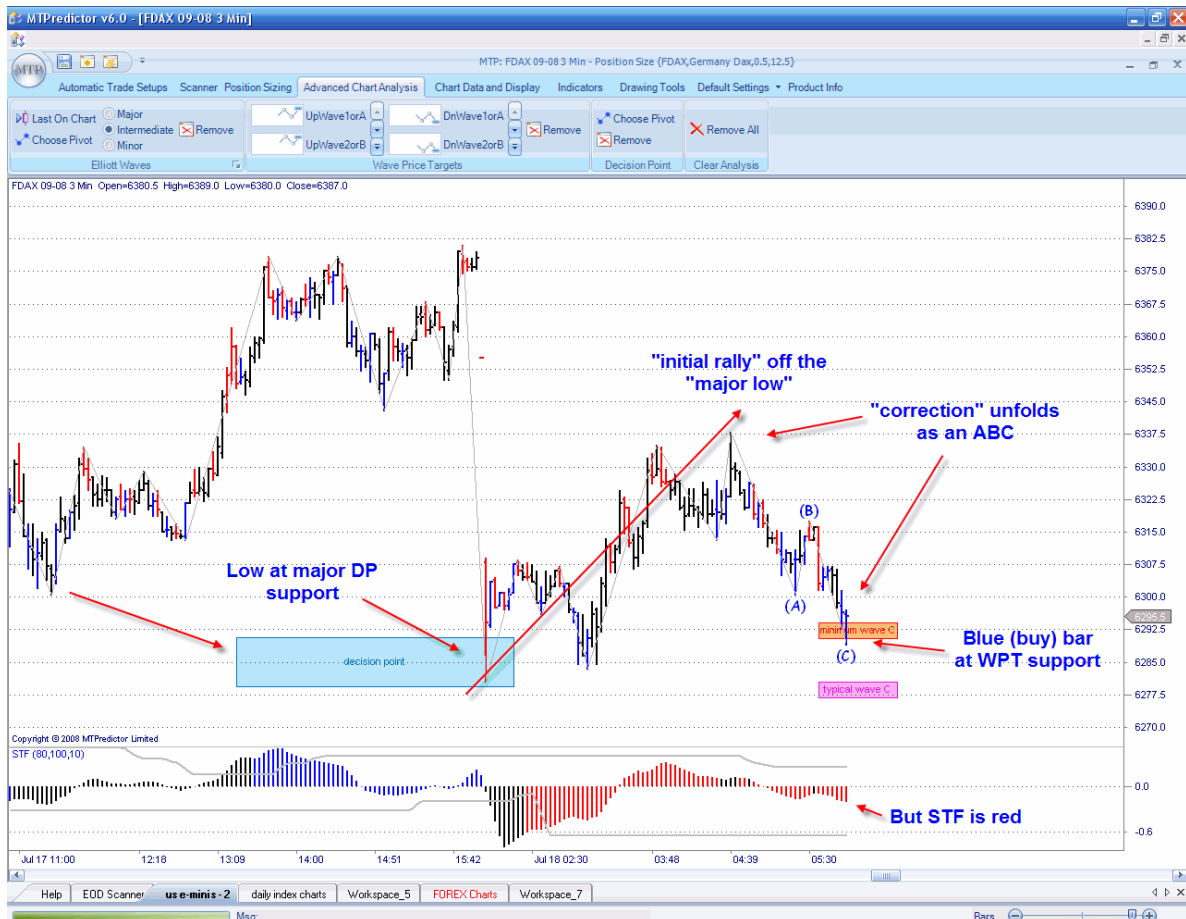 MTPredictor v6.0 - [FDAX 09-08 3 Min]
MTP: FDAX 09-08 3 Min - Position Size {FDAX,Germany Dax,0.5,12.5}
MTP
Automatic Trade Setups Scanner Position Sizing Advanced Chart Analysis Chart Data and Display Indicators Drawing Tools Default Settings Product Info
Last On Chart
Choose Pivot
Major
Intermediate
Minor
Remove
Elliott Waves
UpWave1orA
UpWave2orB
DnWave1orA
DnWave2orB
Remove
Wave Price Targets
Choose Pivot
Remove
Decision Point
Remove All
Clear Analysis
FDAX 09-08 3 Min Open=6380.5 High=6389.0 Low=6380.0 Close=6387.0
6390.0
6382.5
6375.0
6367.5
6360.0
6352.5
6345.0
6337.5
6330.0
6322.5
6315.0
6307.5
6300.0
6295.5
6292.5
6285.0
6277.5
6270.0
"initial rally" off the
"major low"
"correction" unfolds
as an ABC
Low at major DP
support
decision point
(B)
(A)
minimum wave C
(C)
typical wave C
Blue (buy) bar
at WPT support
Copyright © 2008 MTPredictor Limited
STF (80,100,10)
0.0
-0.6
But STF is red
Jul 17 11:00 12:18 13:09 14:00 14:51 15:42 Jul 18 02:30 03:48 04:39 05:30
Help EOD Scanner us e-minis - 2 daily index charts Workspace_5 FOREX Charts Workspace_7
Msg: Bars